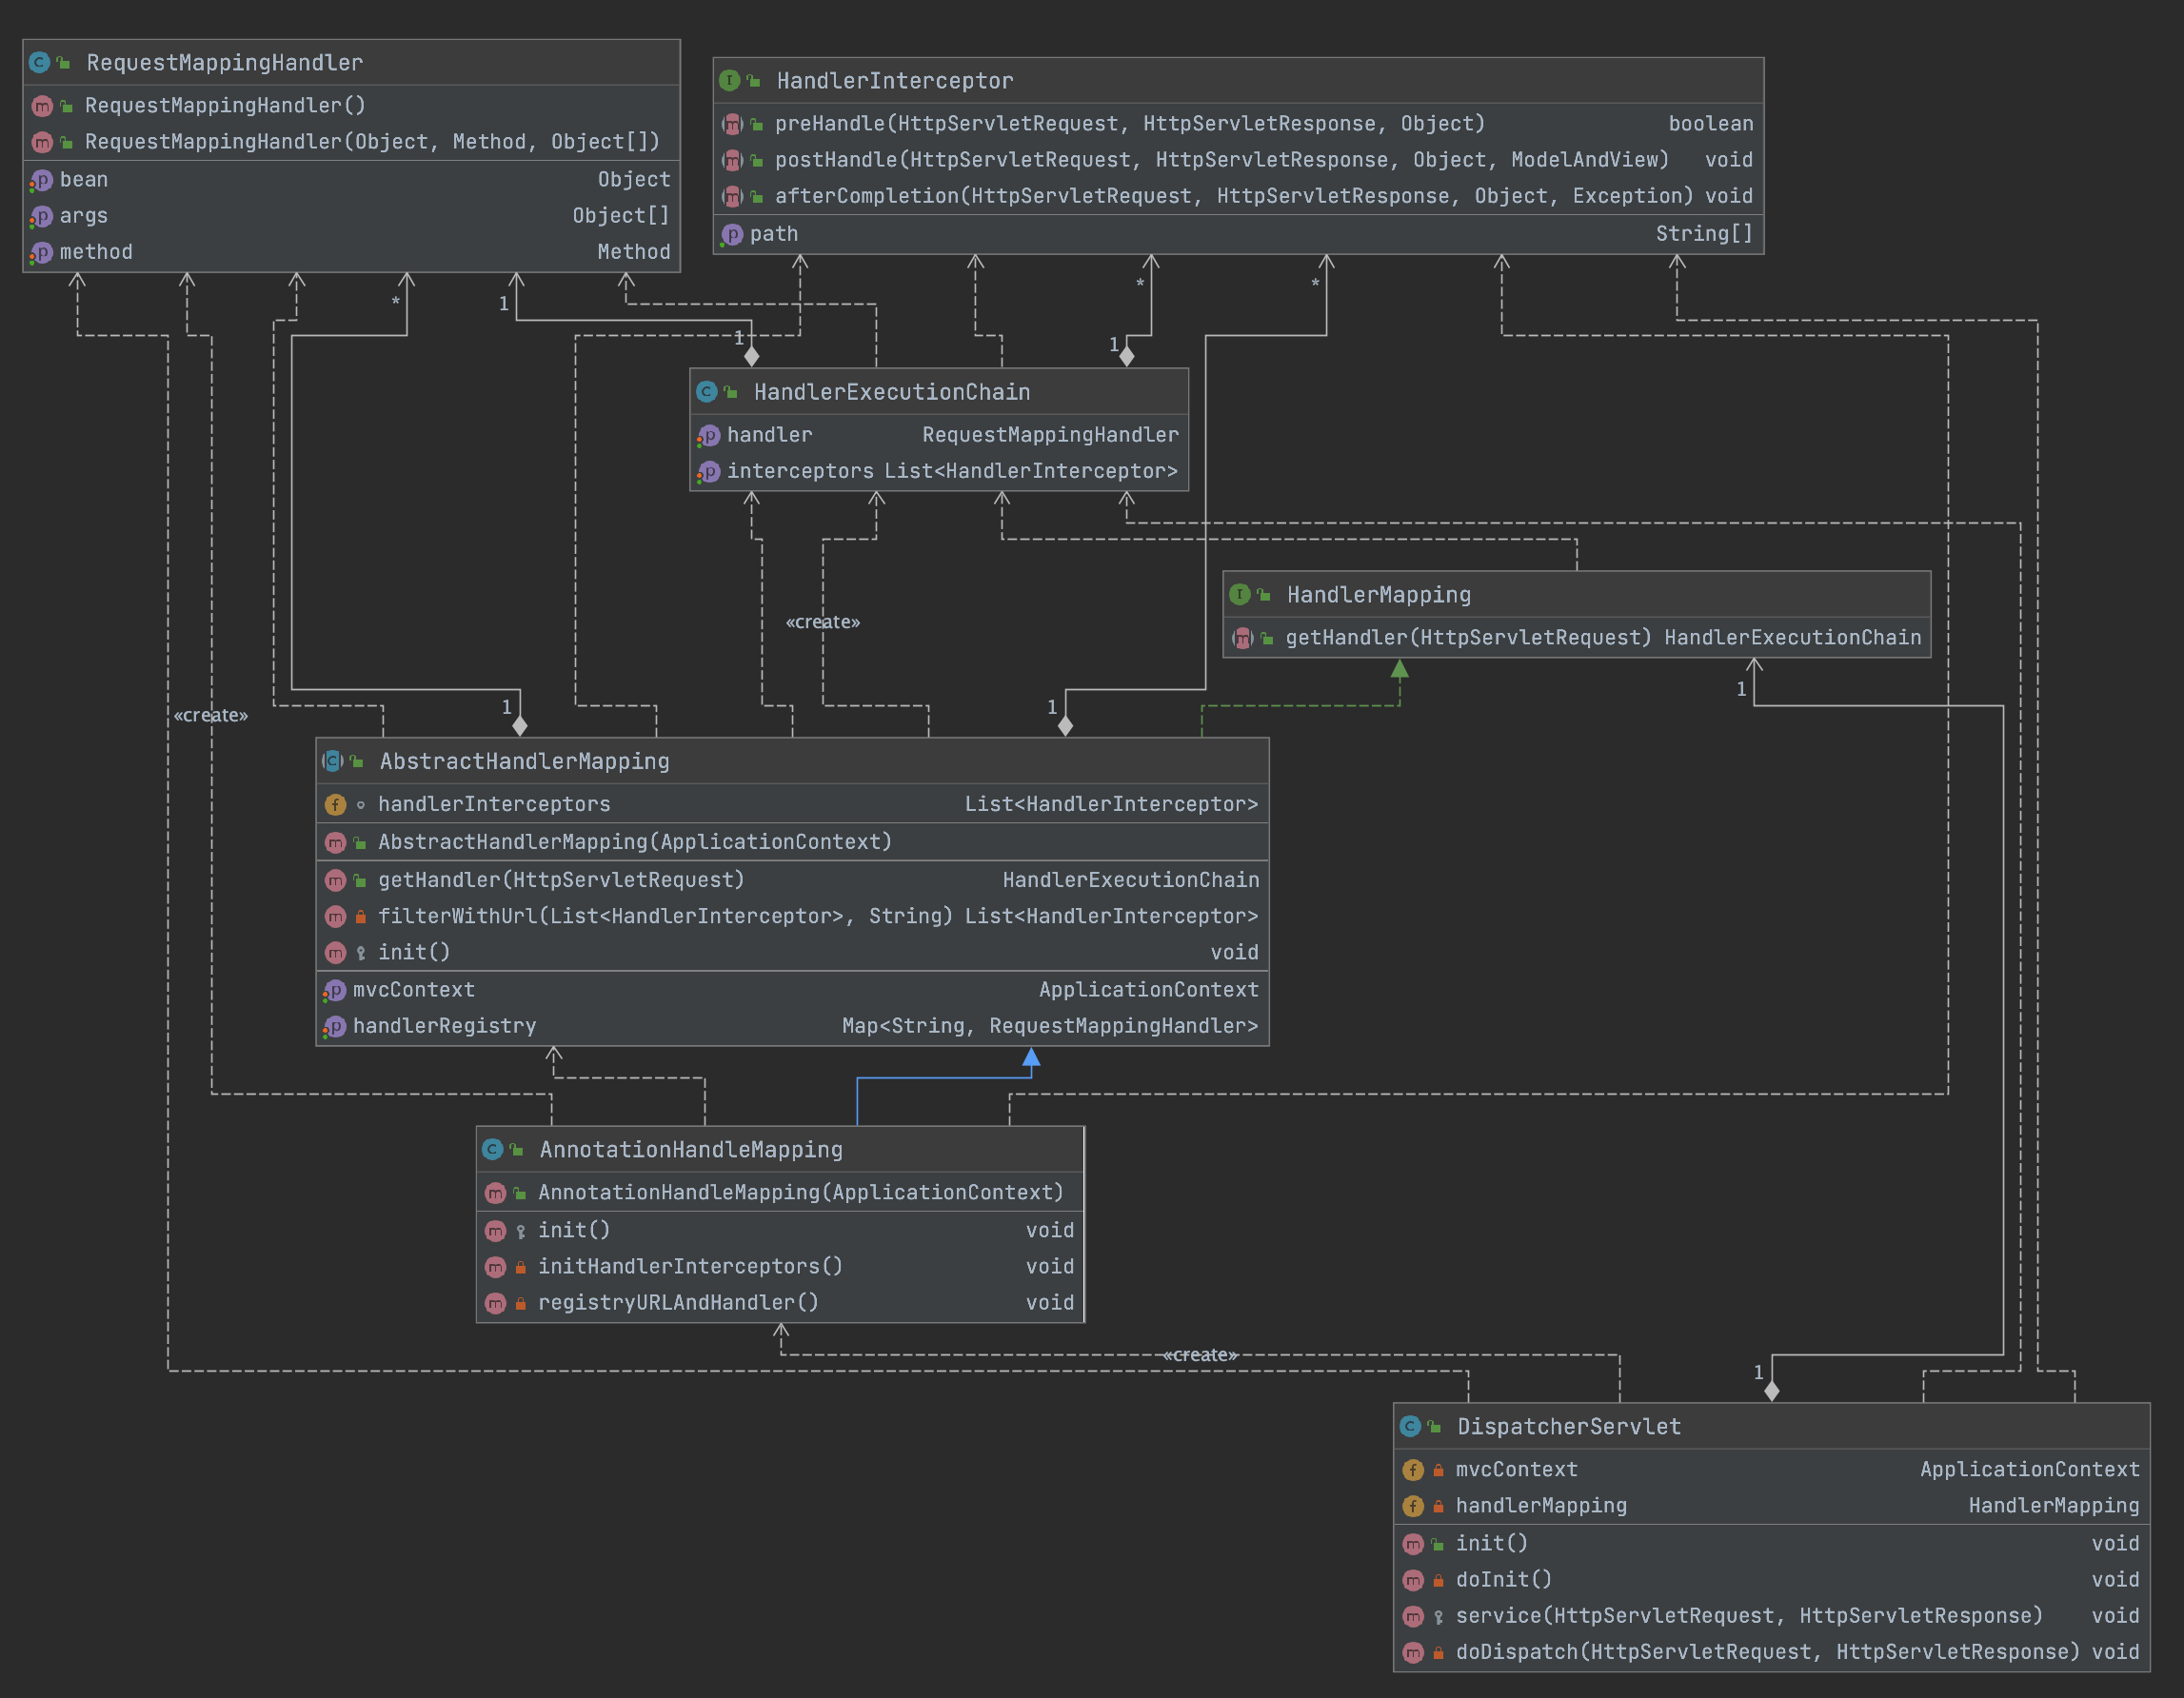 RequestMappingHandler
RequestMappingHandler()
RequestMappingHandler(Object, Method, Object[])
bean Object
args Object[]
method Method
HandlerInterceptor
preHandle(HttpServletRequest, HttpServletResponse, Object) boolean
postHandle(HttpServletRequest, HttpServletResponse, Object, ModelAndView) void
afterCompletion(HttpServletRequest, HttpServletResponse, Object, Exception) void
path String[]
*
1
*
*
1
1
HandlerExecutionChain
handler RequestMappingHandler
interceptors List<HandlerInterceptor>
«create»
HandlerMapping
getHandler(HttpServletRequest) HandlerExecutionChain
1
«create»
1
1
AbstractHandlerMapping
handlerInterceptors List<HandlerInterceptor>
AbstractHandlerMapping(ApplicationContext)
getHandler(HttpServletRequest) HandlerExecutionChain
filterWithUrl(List<HandlerInterceptor>, String) List<HandlerInterceptor>
init() void
mvcContext ApplicationContext
handlerRegistry Map<String, RequestMappingHandler>
AnnotationHandleMapping
AnnotationHandleMapping(ApplicationContext)
init() void
initHandlerInterceptors() void
registryURLAndHandler() void
«create»
1
DispatcherServlet
mvcContext ApplicationContext
handlerMapping HandlerMapping
init() void
doInit() void
service(HttpServletRequest, HttpServletResponse) void
doDispatch(HttpServletRequest, HttpServletResponse) void